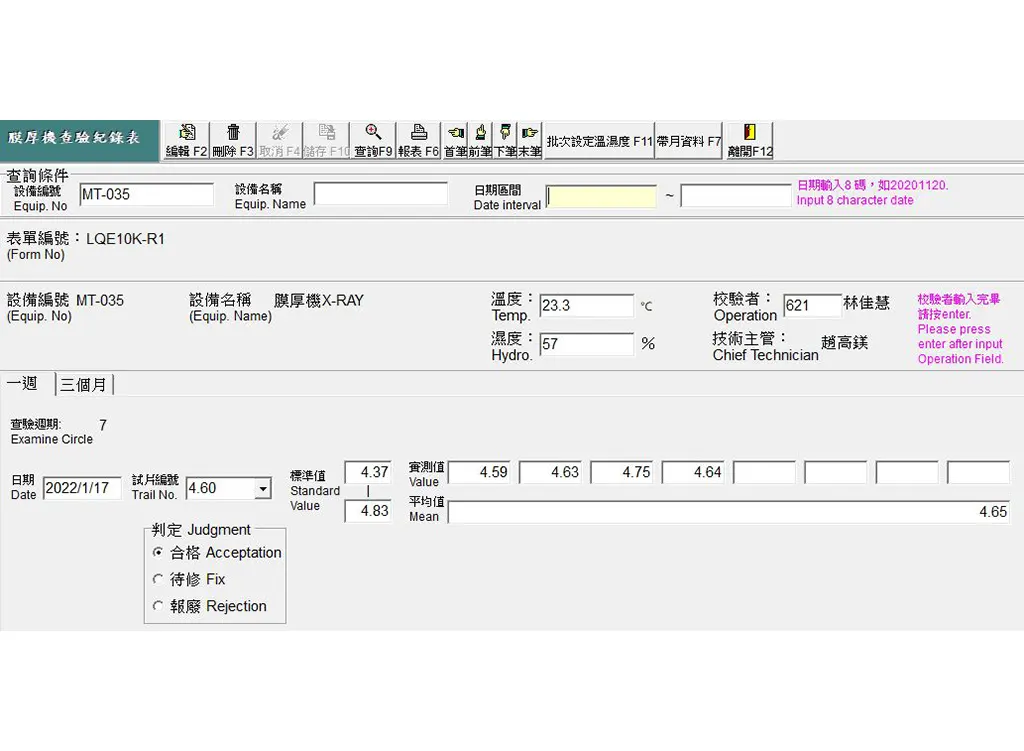 膜厚機查驗紀錄表
編輯 F2 刪除 F3 取消 F4 儲存 F10 查詢F9 報表 F6 首筆 前筆 下筆 末筆 批次設定溫濕度 F11 帶月資料 F7 離開F12
查詢條件
設備編號 MT-035 設備名稱 日期區間 ~ 日期輸入8 碼，如20201120.
Equip. No Equip. Name Date interval Input 8 character date
表單編號：LQE10K-R1
(Form No)
設備編號 MT-035 設備名稱 膜厚機X-RAY 溫度： 23.3 ℃ 校驗者： 621 林佳慧 校驗者輸入完畢
(Equip. No) (Equip. Name) Temp. Operation 請按enter.
濕度： 57 % 技術主管： 趙高鎂 Please press
Hydro. Chief Technician enter after input
Operation Field.
一週 三個月
查驗週期: 7
Examine Circle
日期 2022/1/17 試片編號 4.60 標準值 4.37 實測值 4.59 4.63 4.75 4.64
Date Trail No. Standard | Value
Value 4.83 平均值 4.65
Mean
判定 Judgment
合格 Acceptation
待修 Fix
報廢 Rejection